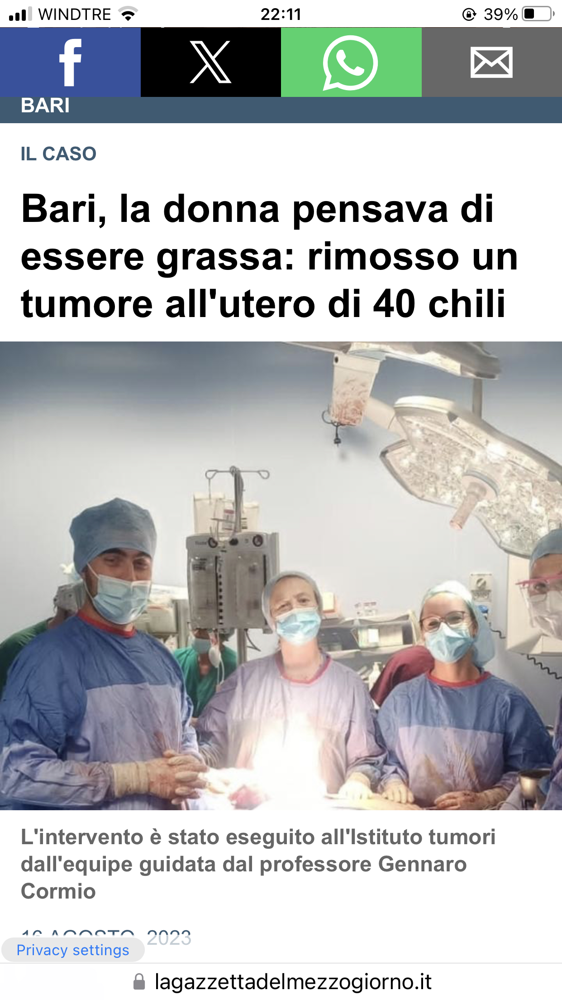 WINDTRE 22:11 39%
BARI
IL CASO
Bari, la donna pensava di
essere grassa: rimosso un
tumore all'utero di 40 chili
L'intervento è stato eseguito all'Istituto tumori
dall'equipe guidata dal professore Gennaro
Cormio
16 AGOSTO, 2023
Privacy settings
lagazzettadelmezzogiorno.it